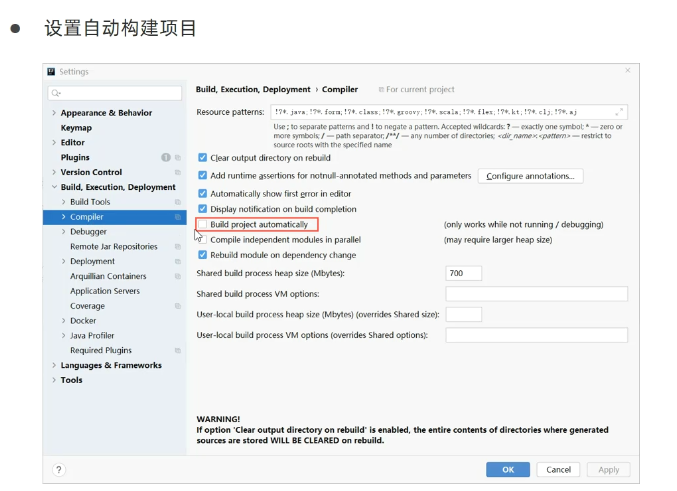 ● 设置自动构建项目
Settings
Build, Execution, Deployment › Compiler
For current project
Appearance & Behavior
Keymap
Editor
Plugins 1
Version Control
Build, Execution, Deployment
Build Tools
Compiler
Debugger
Remote Jar Repositories
Deployment
Arquillian Containers
Application Servers
Coverage
Docker
Java Profiler
Required Plugins
Languages & Frameworks
Tools
Resource patterns: !?*.java;!?*.form;!?*.class;!?*.groovy;!?*.scala;!?*.flex;!?*.kt;!?*.clj;!?*.aj
Use ; to separate patterns and ! to negate a pattern. Accepted wildcards: ? — exactly one symbol; * — zero or
more symbols; / — path separator; /**/ — any number of directories; <dir_name>:<pattern> — restrict to
source roots with the specified name
Clear output directory on rebuild
Add runtime assertions for notnull-annotated methods and parameters Configure annotations...
Automatically show first error in editor
Display notification on build completion
Build project automatically (only works while not running / debugging)
Compile independent modules in parallel (may require larger heap size)
Rebuild module on dependency change
Shared build process heap size (Mbytes): 700
Shared build process VM options:
User-local build process heap size (Mbytes) (overrides Shared size):
User-local build process VM options (overrides Shared options):
WARNING!
If option 'Clear output directory on rebuild' is enabled, the entire contents of directories where generated
sources are stored WILL BE CLEARED on rebuild.
? OK Cancel Apply